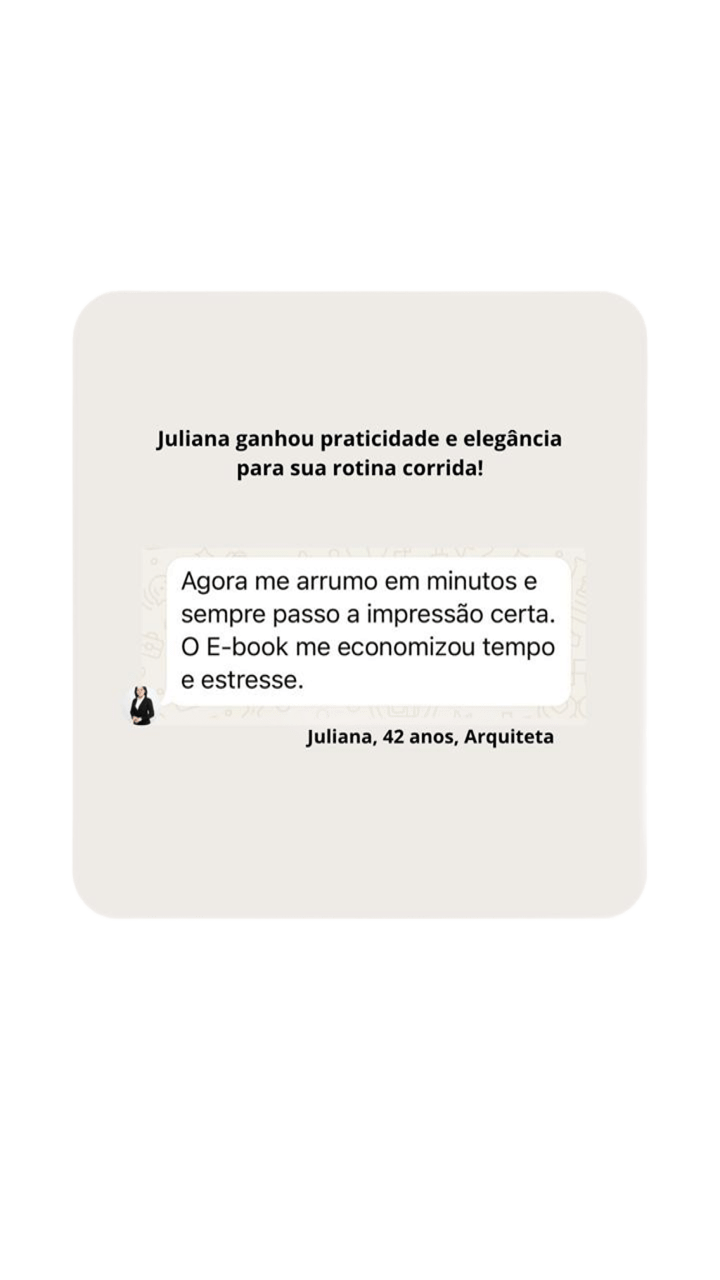 Juliana ganhou praticidade e elegância
para sua rotina corrida!
Agora me arrumo em minutos e
sempre passo a impressão certa.
O E-book me economizou tempo
e estresse.
Juliana, 42 anos, Arquiteta